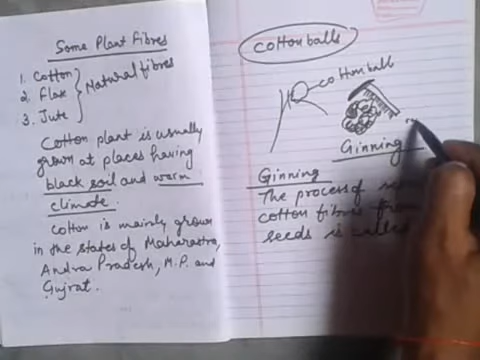 Some Plant Fibres
1. Cotton
2. Flax
3. Jute
Natural fibres
Cotton plant is usually
grown at places having
black soil and warm
climate.
Cotton is mainly grown
in the states of Maharastra,
Andra Pradesh, M.P. and
Gujrat.
cotton balls
cotton ball
Ginning
Ginning
The process of
cotton fibres from
seeds is called